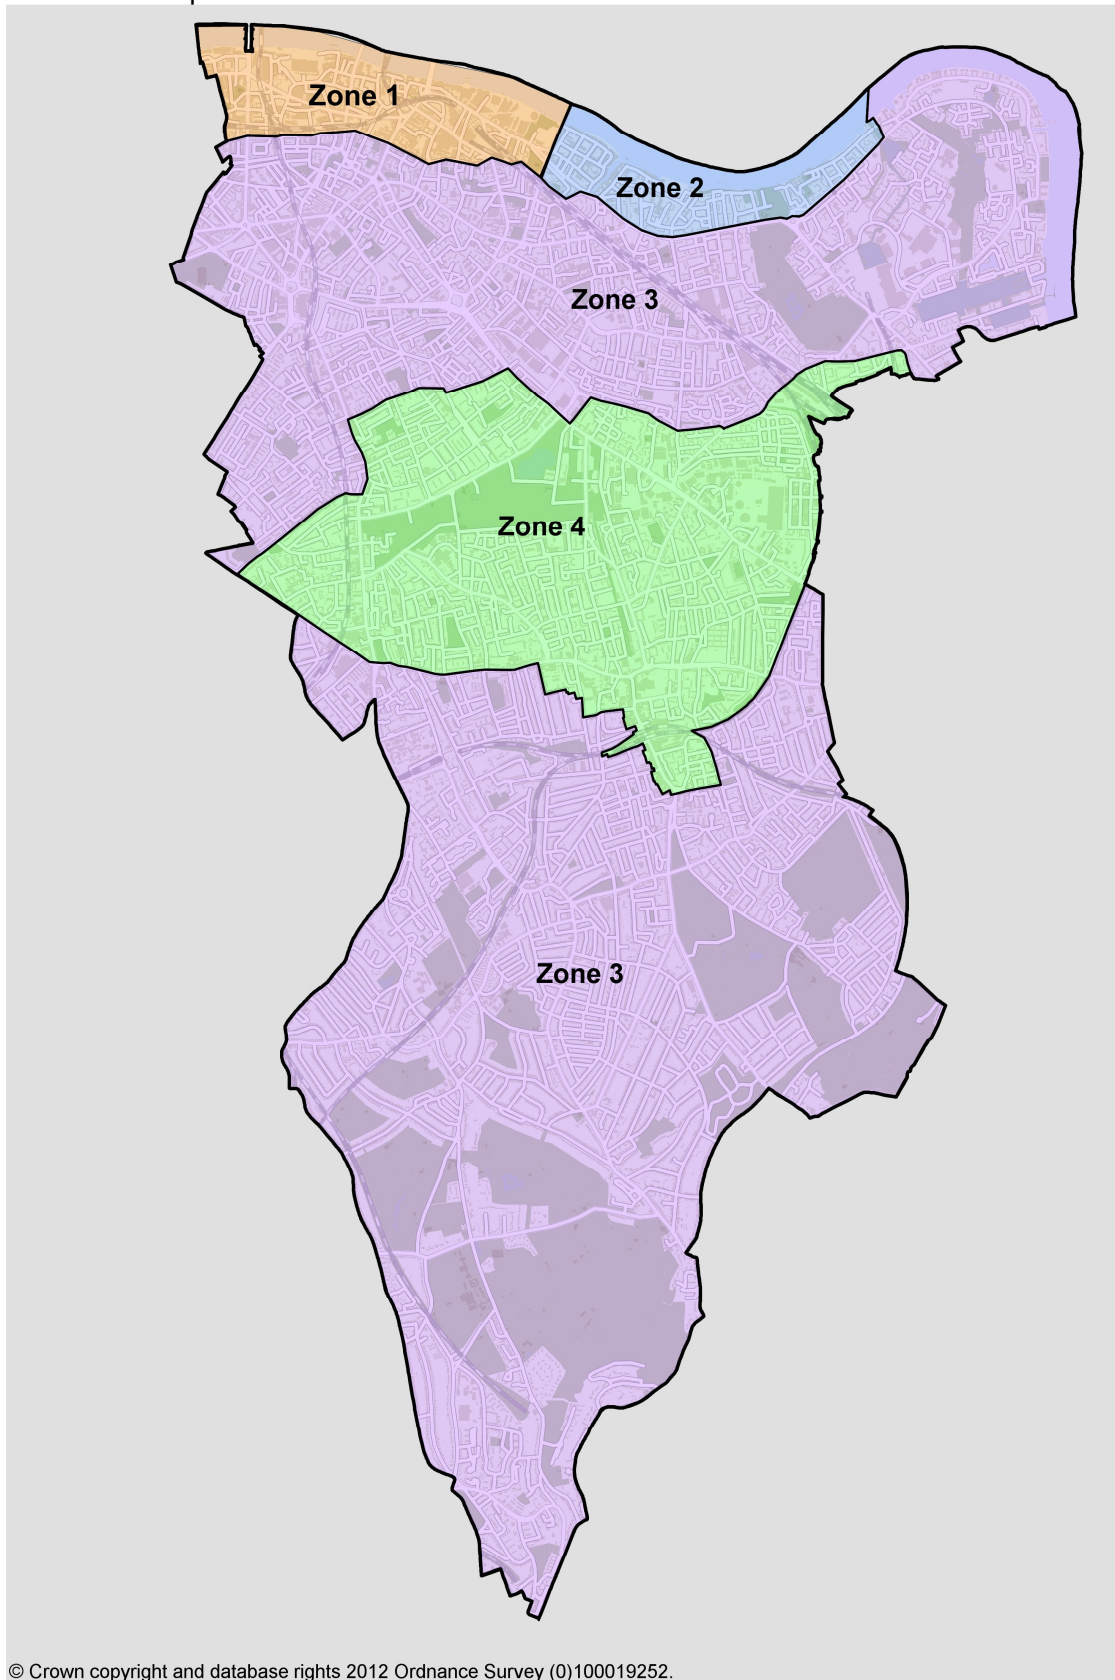 Zone 1
Zone 2
Zone 3
Zone 4
Zone 3
© Crown copyright and database rights 2012 Ordnance Survey (0)100019252.